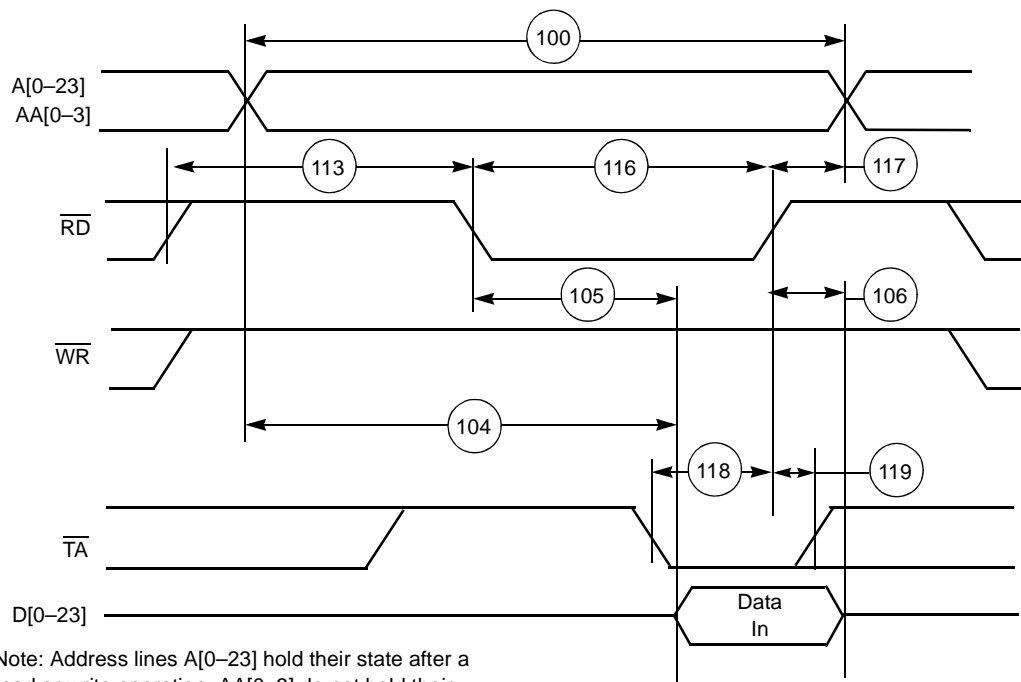 100
A[0–23]
AA[0–3]
113
116
117
RD
105
106
WR
104
118
119
TA
D[0–23]
Data
In
Note: Address lines A[0–23] hold their state after a